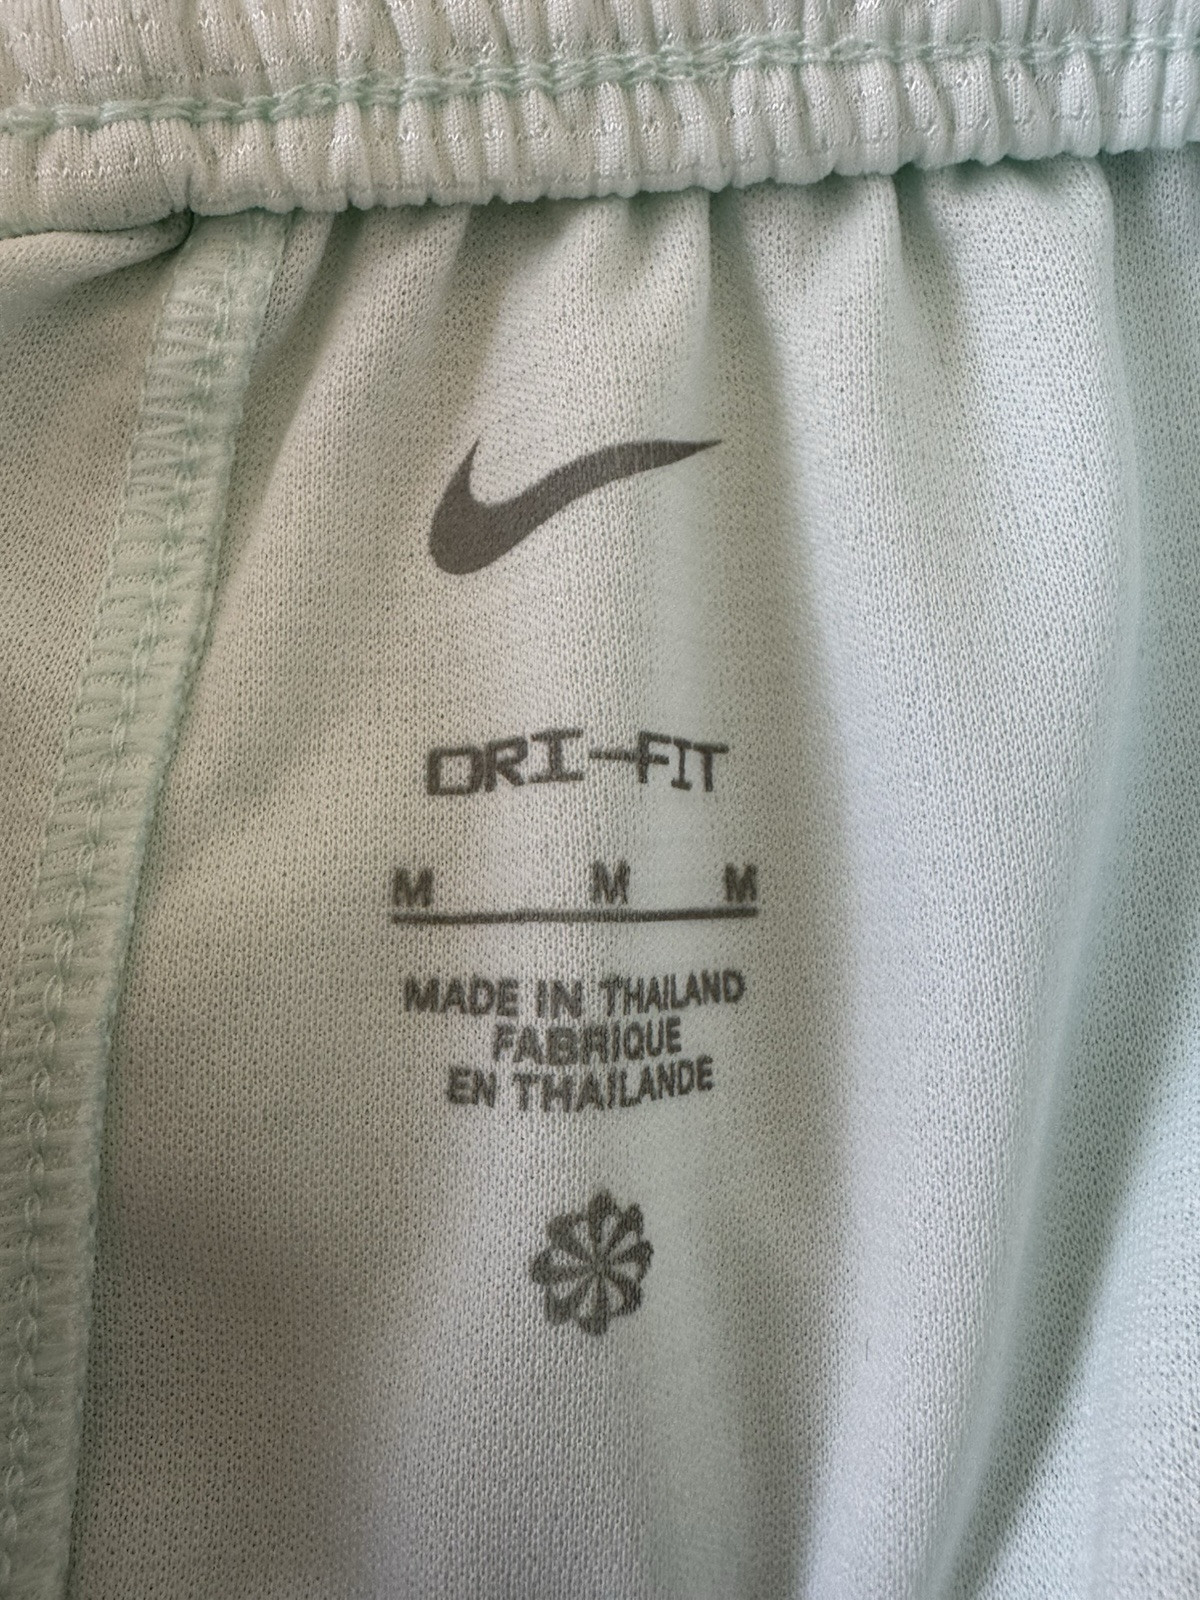 DRI-FIT
M M M
MADE IN THAILAND
FABRIQUE
EN THAILANDE